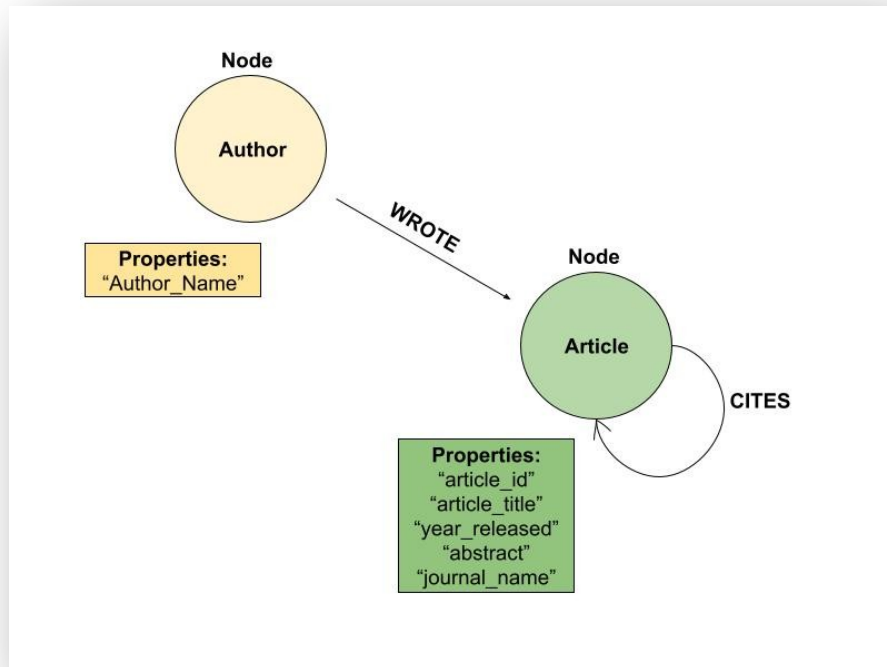 Node
Author
Properties:
“Author_Name”
WROTE
Node
Article
CITES
Properties:
“article_id”
“article_title”
“year_released”
“abstract”
“journal_name”